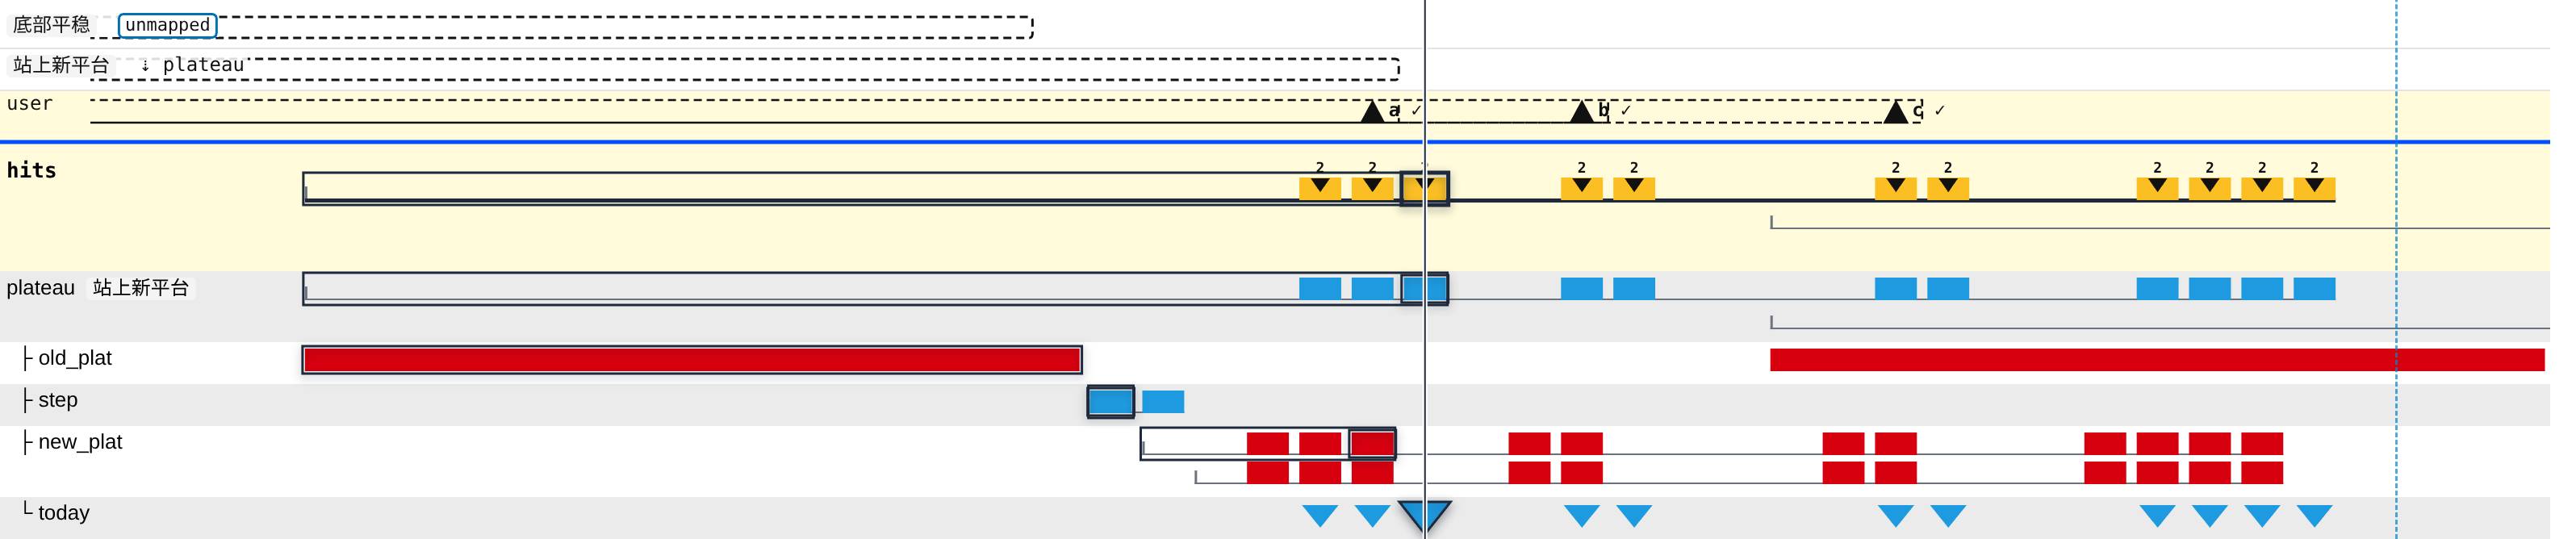 底部平稳 unmapped
站上新平台 ⇣ plateau
user a ✓ b ✓ c ✓
hits 2 2 2 2 2 2 2 2 2 2
plateau 站上新平台
├ old_plat
├ step
├ new_plat
└ today